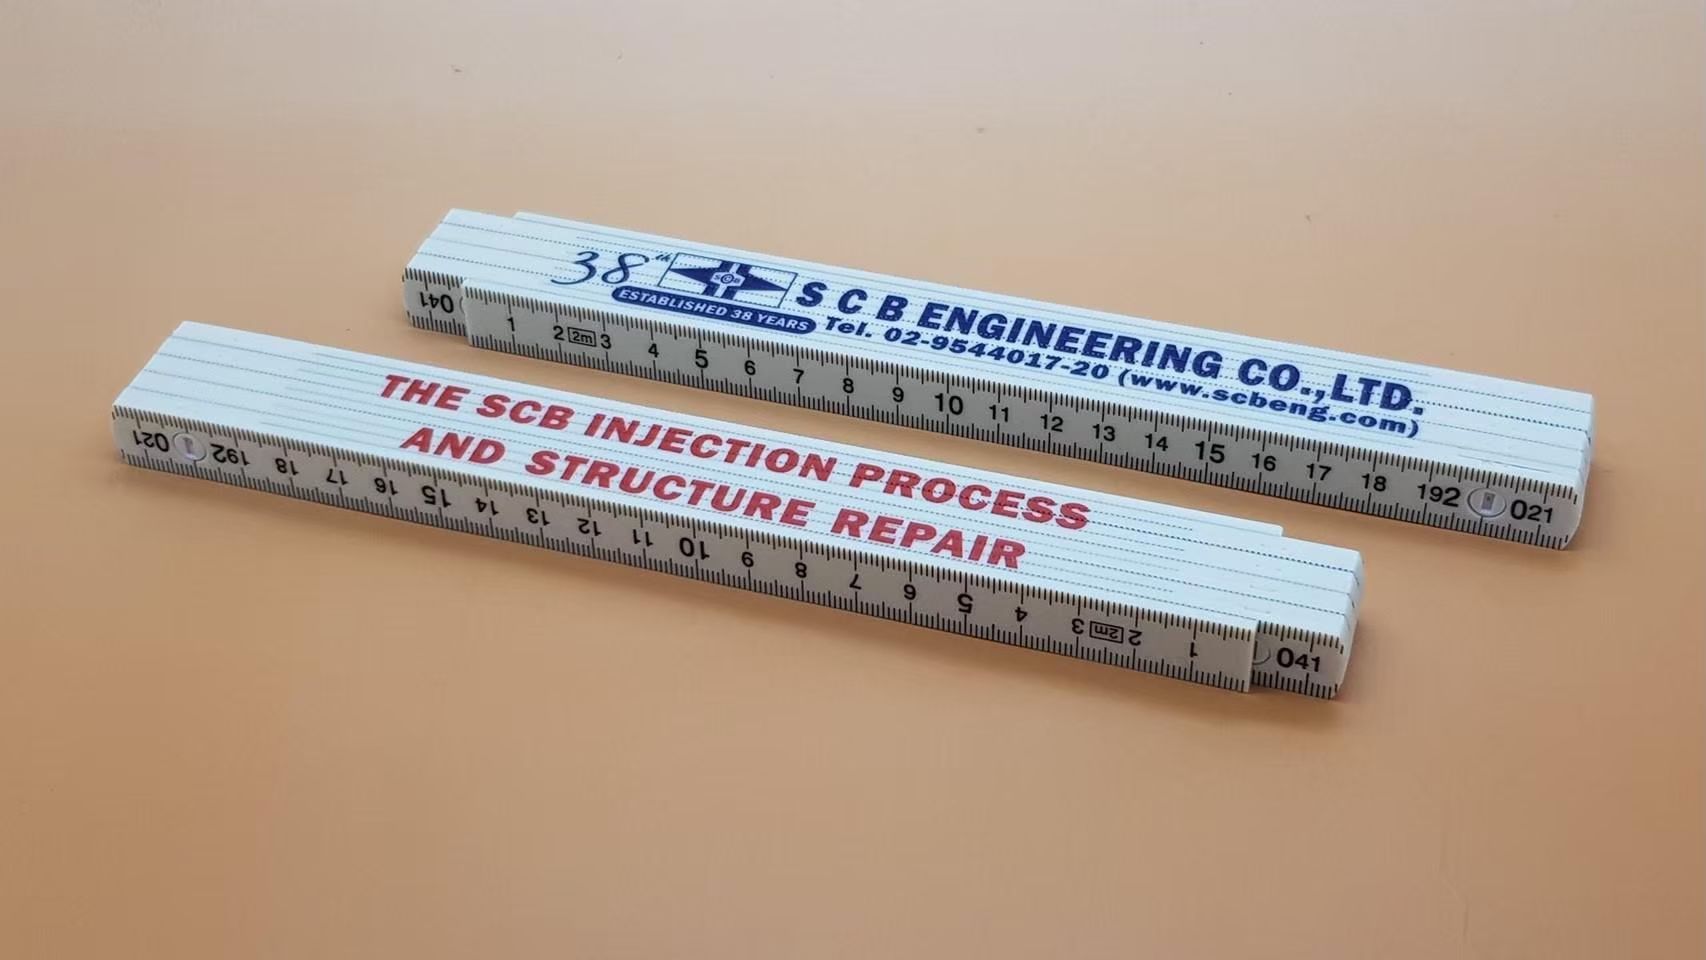 38th
SCB
ESTABLISHED 38 YEARS
S C B ENGINEERING CO.,LTD.
Tel. 02-9544017-20 (www.scbeng.com)
041 1 2 2m 3 4 5 6 7 8 9 10 11 12 13 14 15 16 17 18 192 021
THE SCB INJECTION PROCESS
AND STRUCTURE REPAIR
021 192 18 17 16 15 14 13 12 11 10 9 8 7 6 5 4 3 2m 2 1 041